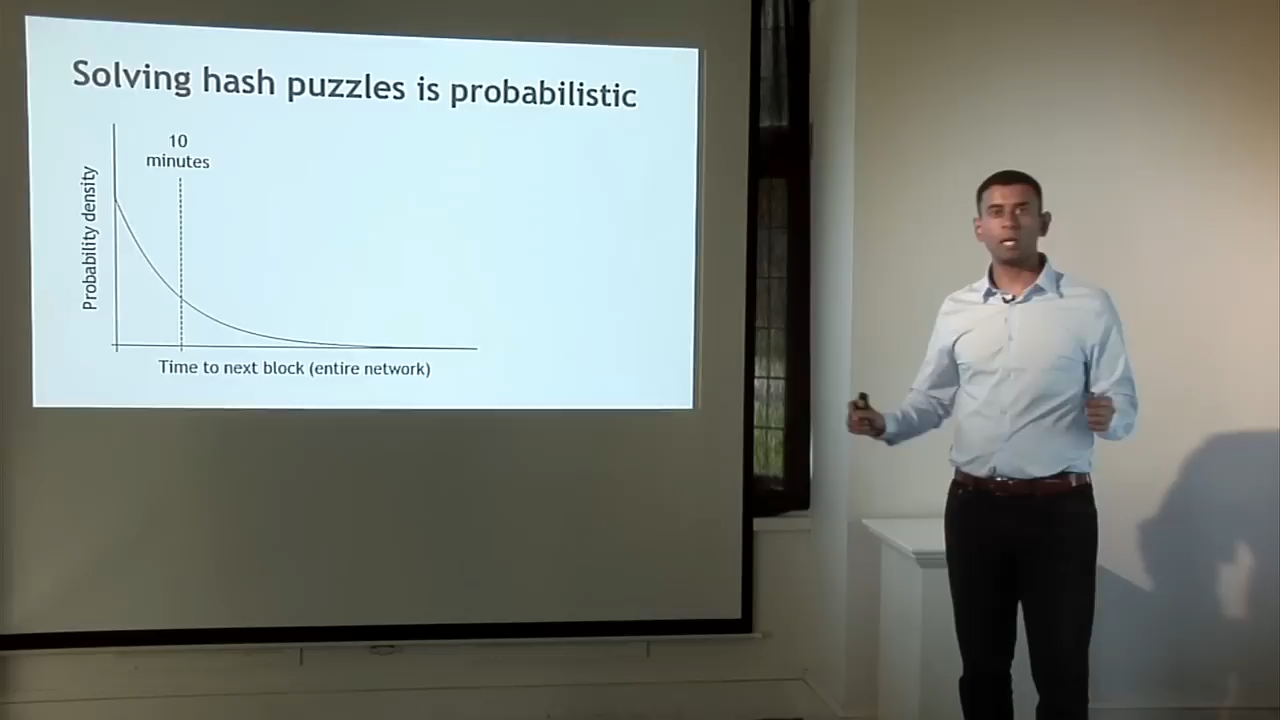 Solving hash puzzles is probabilistic
10
minutes
Probability density
Time to next block (entire network)